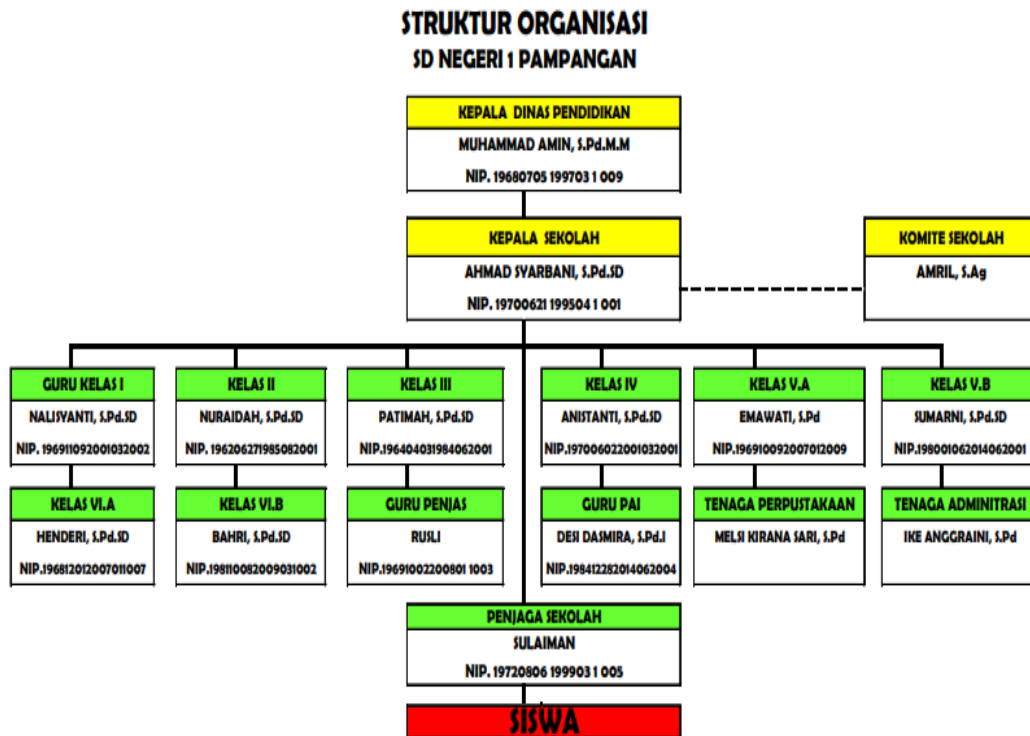 STRUKTUR ORGANISASI
SD NEGERI 1 PAMPANGAN
KEPALA DINAS PENDIDIKAN
MUHAMMAD AMIN, S.Pd.M.M
NIP. 19680705 199703 1 009
KEPALA SEKOLAH
AHMAD SYARBANI, S.Pd.SD
NIP. 19700621 199504 1 001
KOMITE SEKOLAH
AMRIL, S.Ag
GURU KELAS I
NALISYANTI, S.Pd.SD
NIP. 196911092001032002
KELAS II
NURAIDAH, S.Pd.SD
NIP. 196206271985082001
KELAS III
PATIMAH, S.Pd.SD
NIP.196404031984062001
KELAS IV
ANISTANTI, S.Pd.SD
NIP.197006022001032001
KELAS V.A
EMAWATI, S.Pd
NIP.196910092007012009
KELAS V.B
SUMARNI, S.Pd.SD
NIP.198001062014062001
KELAS VI.A
HENDERI, S.Pd.SD
NIP.196812012007011007
KELAS VI.B
BAHRI, S.Pd.SD
NIP.198110082009031002
GURU PENJAS
RUSLI
NIP.19691002200801 1003
GURU PAI
DESI DASMIRA, S.Pd.I
NIP.198412282014062004
TENAGA PERPUSTAKAAN
MELSI KIRANA SARI, S.Pd
TENAGA ADMINITRASI
IKE ANGGRAINI, S.Pd
PENJAGA SEKOLAH
SULAIMAN
NIP. 19720806 199903 1 005
SISWA